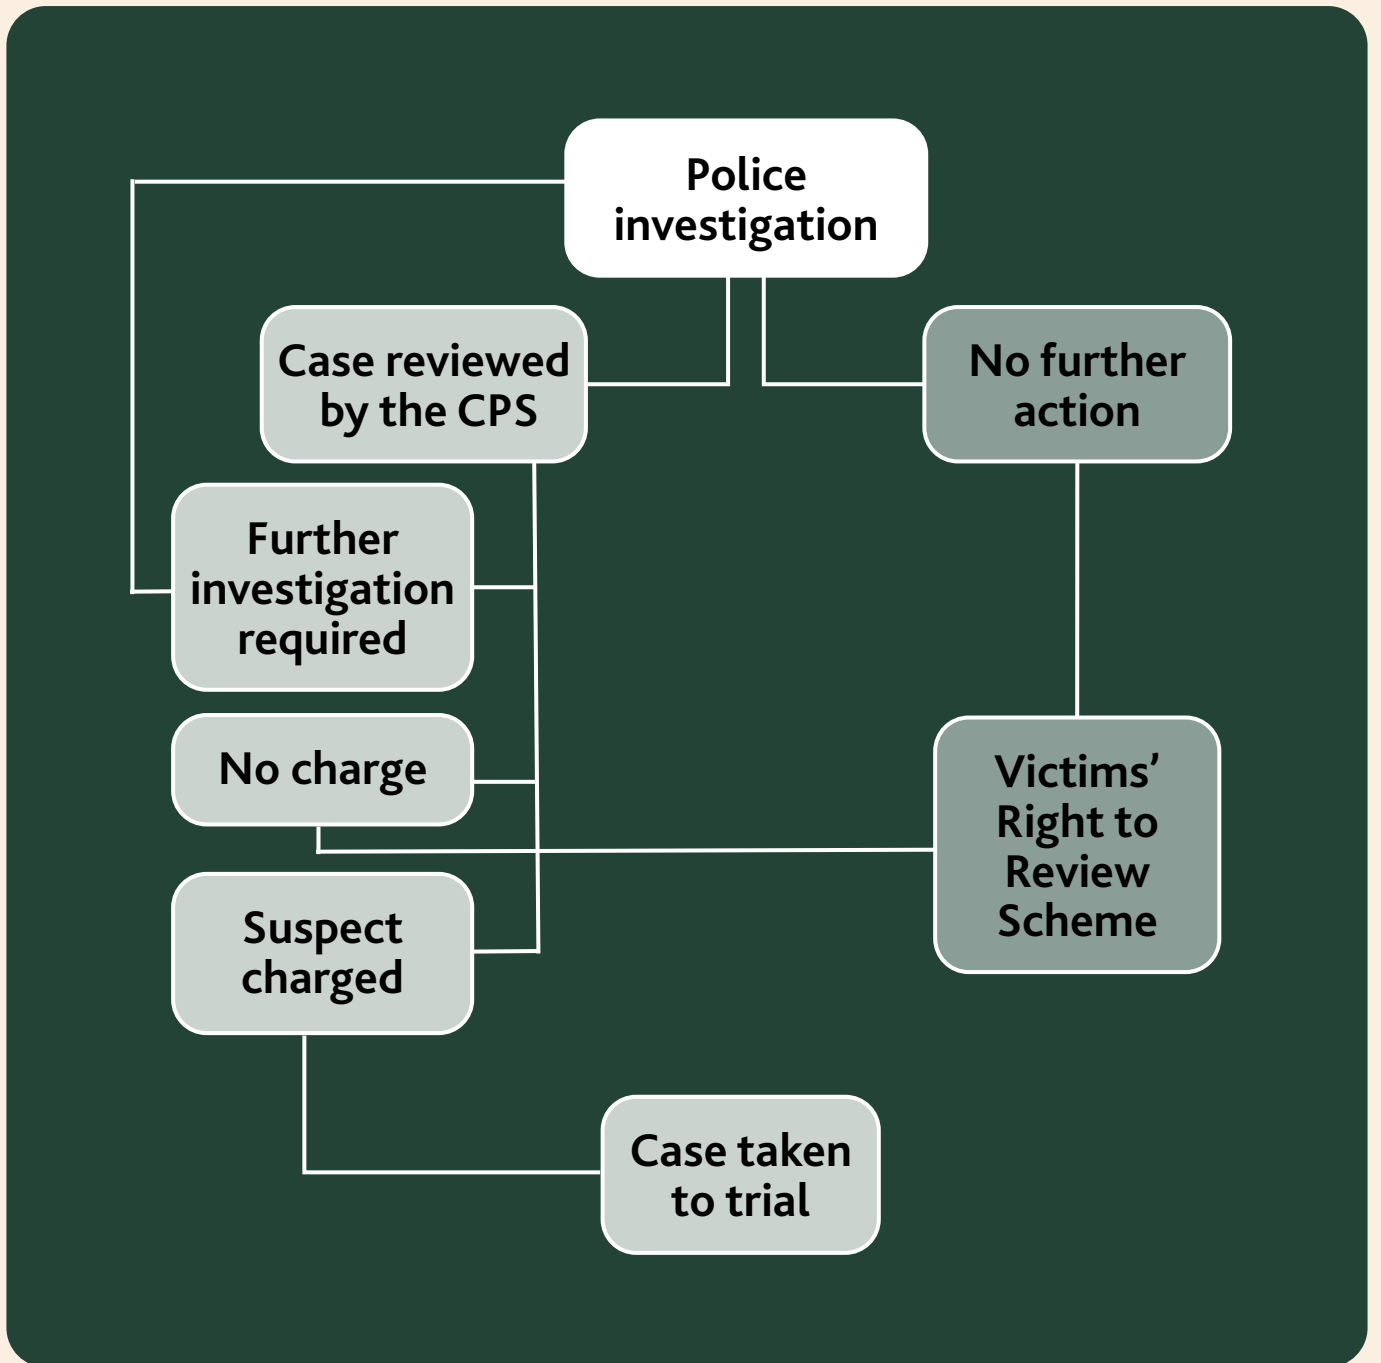 Police
investigation
Case reviewed
by the CPS
No further
action
Further
investigation
required
No charge
Victims’
Right to
Review
Scheme
Suspect
charged
Case taken
to trial